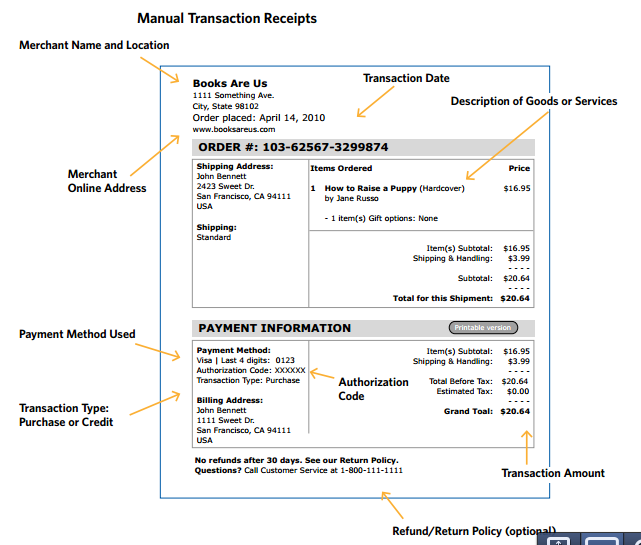 Manual Transaction Receipts
Merchant Name and Location
Transaction Date
Description of Goods or Services
Merchant
Online Address
Payment Method Used
Transaction Type:
Purchase or Credit
Books Are Us
1111 Something Ave.
City, State 98102
Order placed: April 14, 2010
www.booksareus.com
ORDER #: 103-62567-3299874
Shipping Address:
John Bennett
2423 Sweet Dr.
San Francisco, CA 94111
USA
Shipping:
Standard
Items Ordered Price
1 How to Raise a Puppy (Hardcover) $16.95
by Jane Russo
- 1 item(s) Gift options: None
Item(s) Subtotal: $16.95
Shipping & Handling: $3.99
- - - -
Subtotal: $20.64
- - - -
Total for this Shipment: $20.64
PAYMENT INFORMATION Printable version
Payment Method:
Visa | Last 4 digits: 0123
Authorization Code: XXXXXX
Transaction Type: Purchase
Billing Address:
John Bennett
1111 Sweet Dr.
San Francisco, CA 94111
USA
Authorization
Code
Item(s) Subtotal: $16.95
Shipping & Handling: $3.99
- - - -
Total Before Tax: $20.64
Estimated Tax: $0.00
- - - -
Grand Toal: $20.64
No refunds after 30 days. See our Return Policy.
Questions? Call Customer Service at 1-800-111-1111
Transaction Amount
Refund/Return Policy (optional)